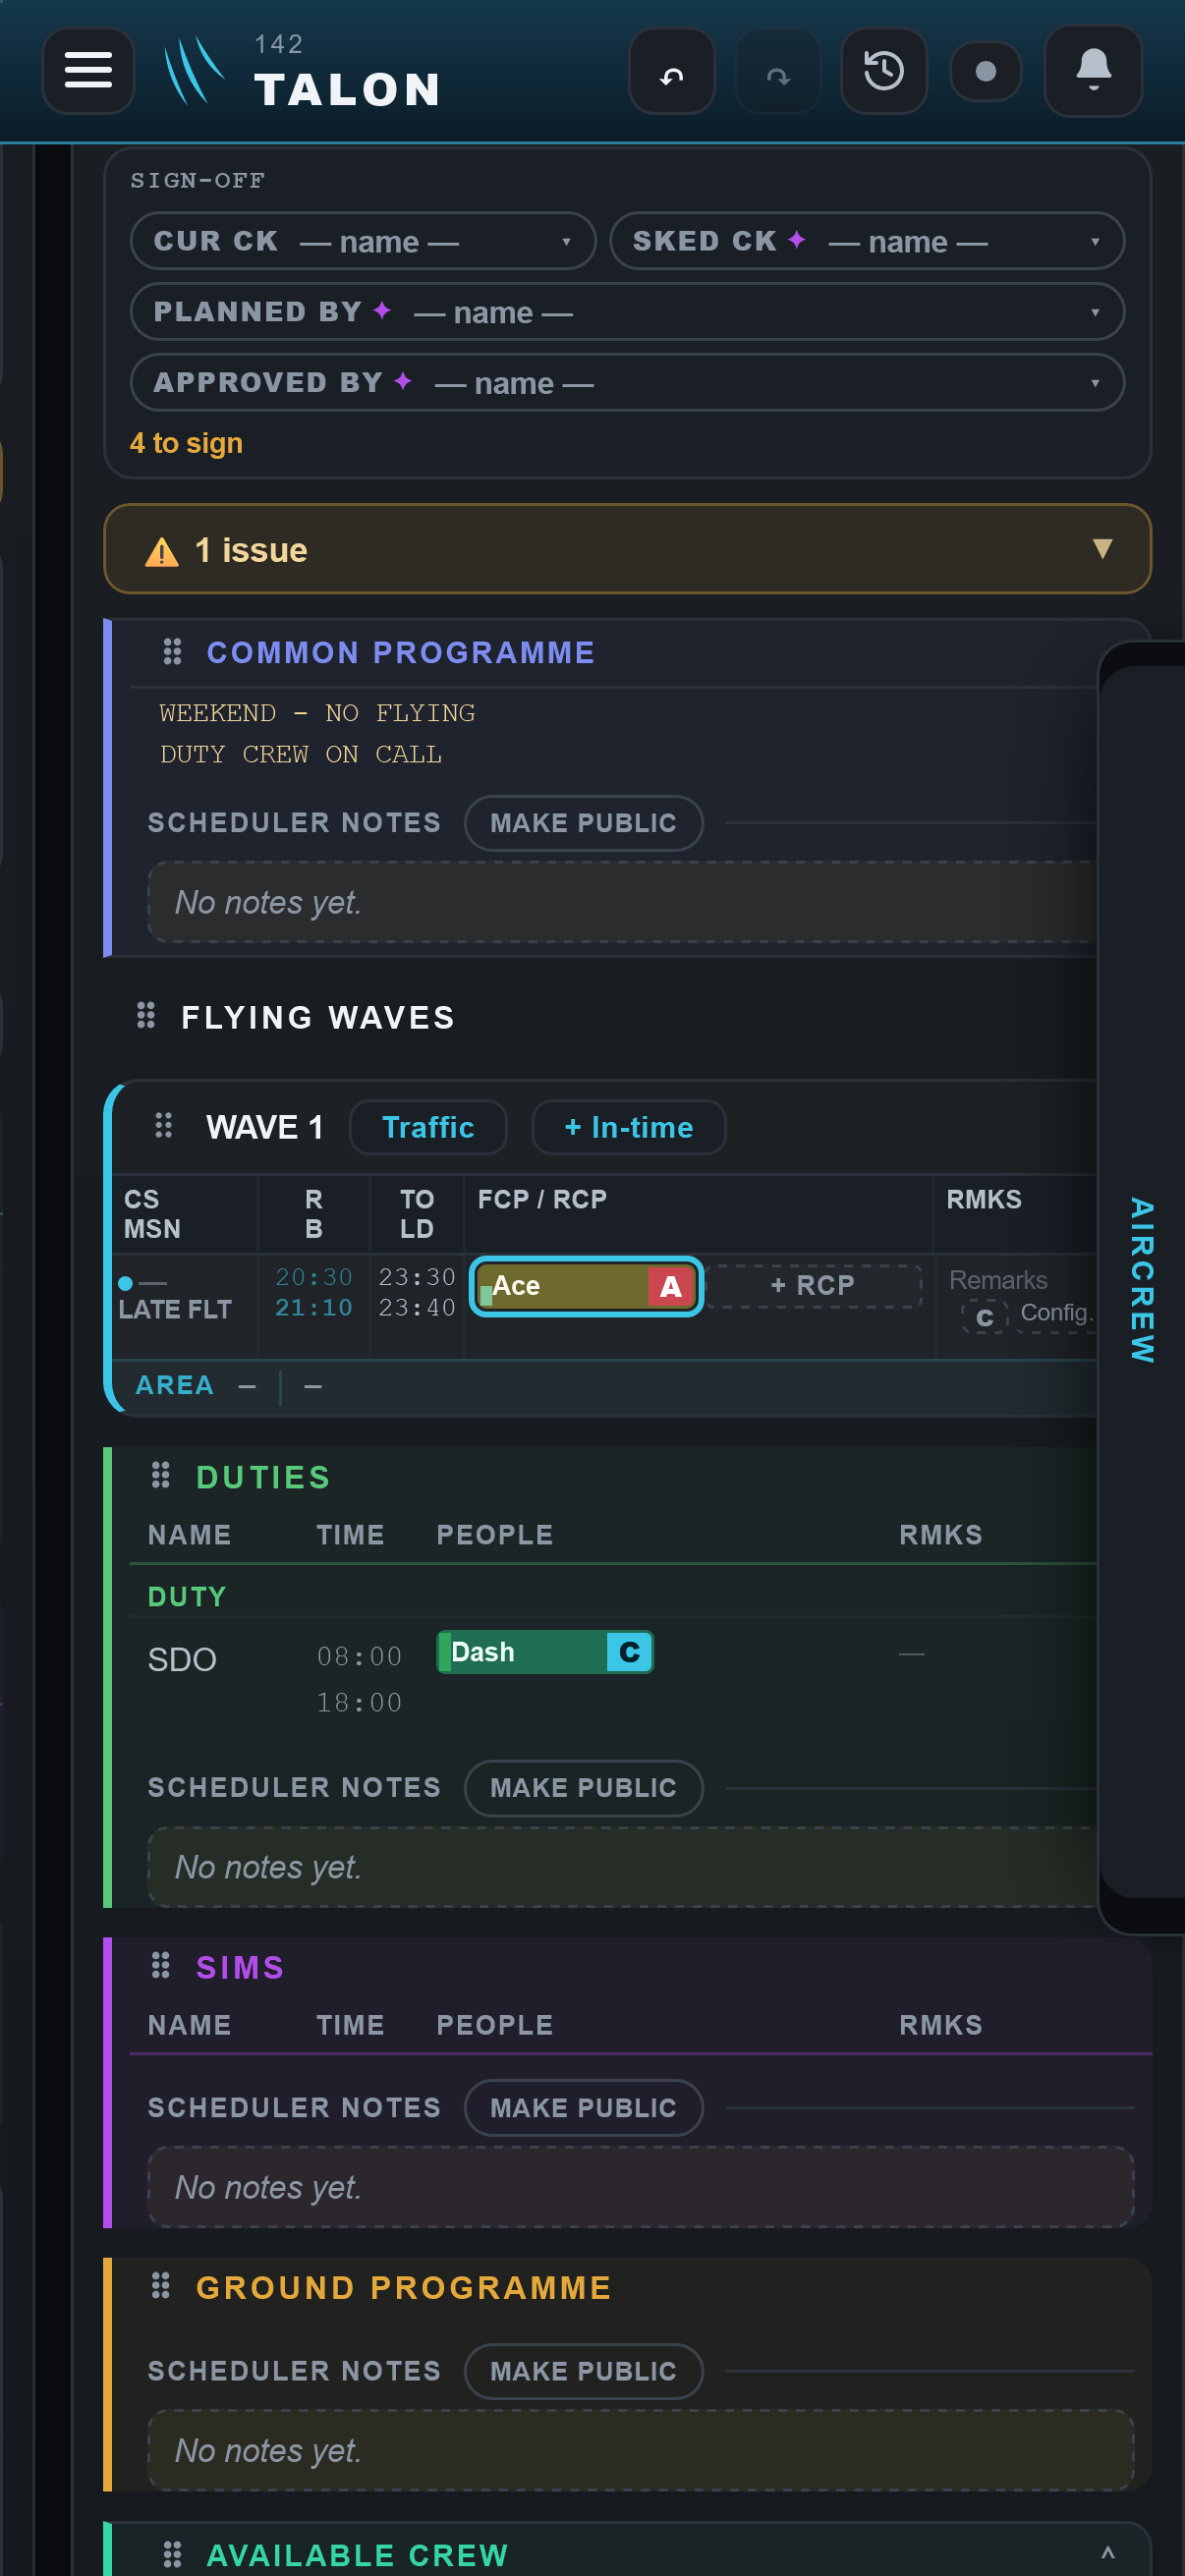 142
TALON
SIGN-OFF
CUR CK — name —
SKED CK ✦ — name —
PLANNED BY ✦ — name —
APPROVED BY ✦ — name —
4 to sign
1 issue
COMMON PROGRAMME
WEEKEND - NO FLYING
DUTY CREW ON CALL
SCHEDULER NOTES MAKE PUBLIC
No notes yet.
FLYING WAVES
WAVE 1 Traffic + In-time
CS R TO FCP / RCP RMKS
MSN B LD
— 20:30 23:30 Ace A + RCP Remarks
LATE FLT 21:10 23:40 C Config.
AREA — —
AIRCREW
DUTIES
NAME TIME PEOPLE RMKS
DUTY
SDO 08:00 Dash C —
18:00
SCHEDULER NOTES MAKE PUBLIC
No notes yet.
SIMS
NAME TIME PEOPLE RMKS
SCHEDULER NOTES MAKE PUBLIC
No notes yet.
GROUND PROGRAMME
SCHEDULER NOTES MAKE PUBLIC
No notes yet.
AVAILABLE CREW